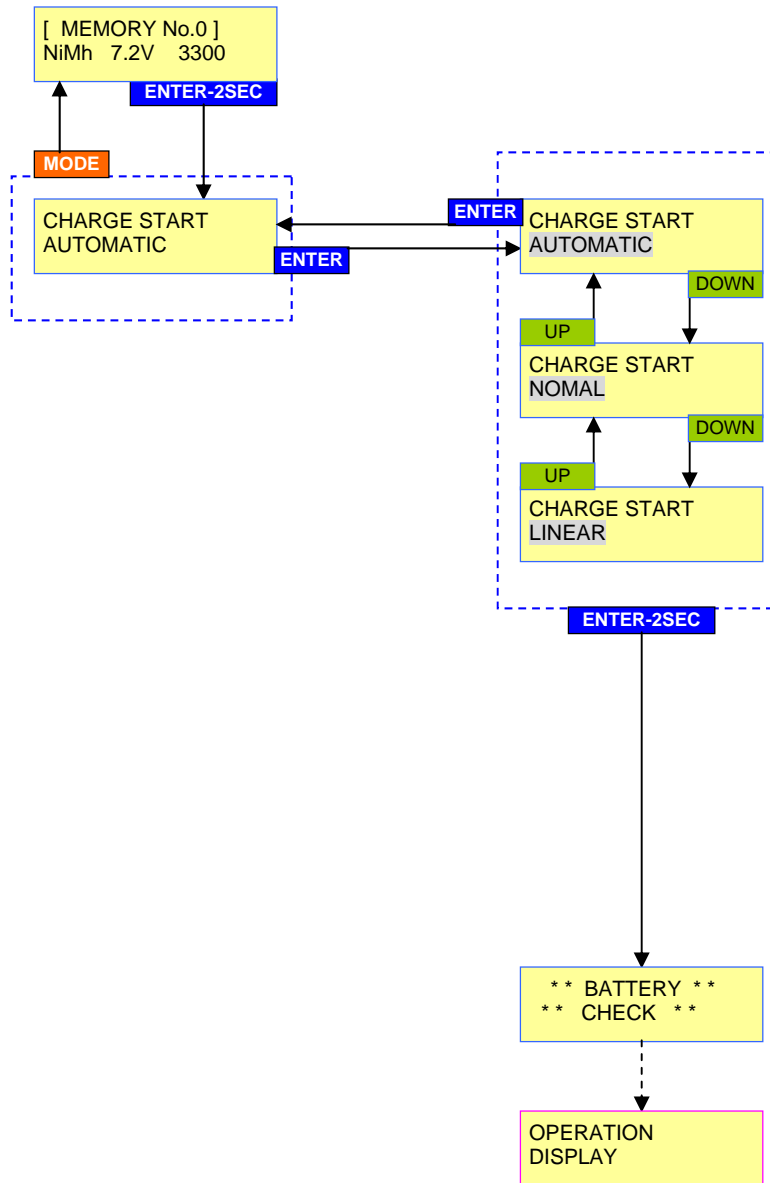 [ MEMORY No.0 ]
NiMh 7.2V 3300
ENTER-2SEC
MODE
CHARGE START
AUTOMATIC
ENTER
ENTER
CHARGE START
AUTOMATIC
DOWN
UP
CHARGE START
NOMAL
DOWN
UP
CHARGE START
LINEAR
ENTER-2SEC
* * BATTERY * *
* * CHECK * *
OPERATION
DISPLAY